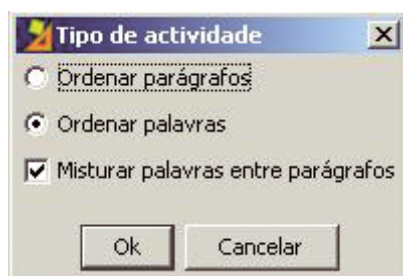 Tipo de actividade
Ordenar parágrafos
Ordenar palavras
Misturar palavras entre parágrafos
Ok Cancelar